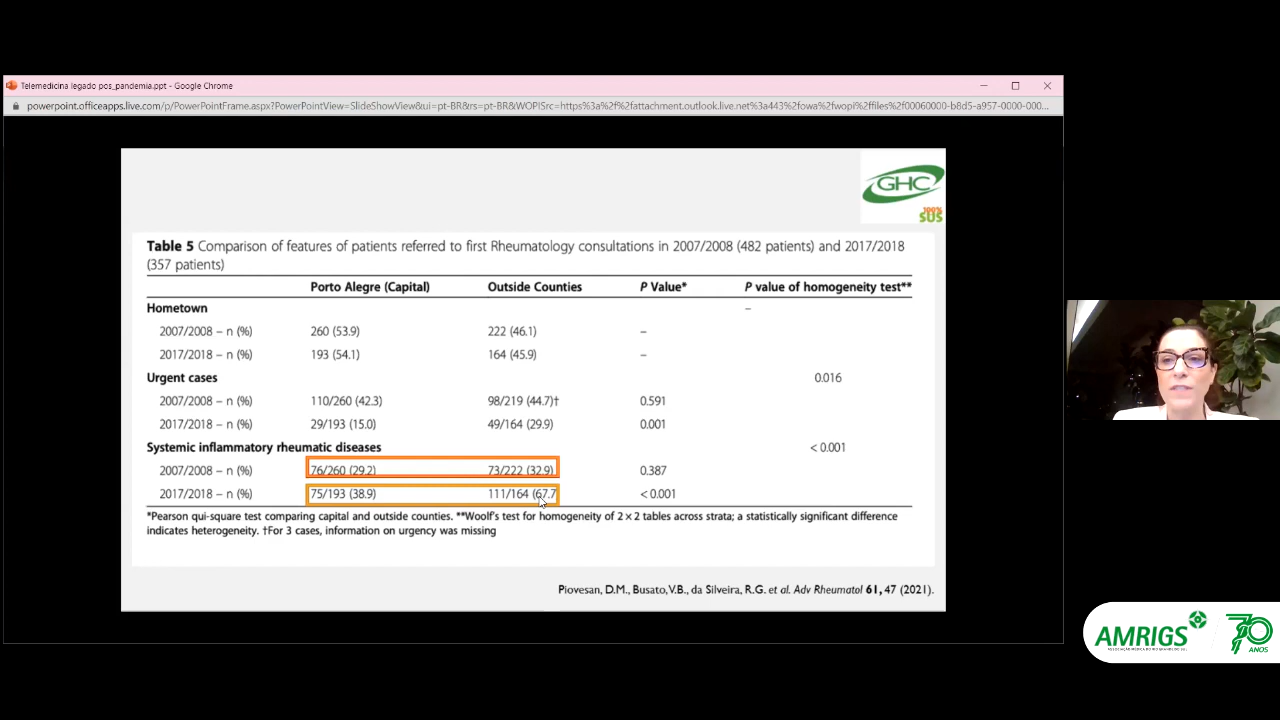 Telemedicina legado pos_pandemia.ppt - Google Chrome
powerpoint.officeapps.live.com/p/PowerPointFrame.aspx?PowerPointView=SlideShowView&ui=pt-BR&rs=pt-BR&WOPISrc=https%3a%2f%2fattachment.outlook.live.net%3a443%2fowa%2fwopi%2ffiles%2f00060000-b8d5-a957-0000-000...
GHC
100%
SUS
Table 5 Comparison of features of patients referred to first Rheumatology consultations in 2007/2008 (482 patients) and 2017/2018
(357 patients)
Porto Alegre (Capital) Outside Counties P Value* P value of homogeneity test**
Hometown –
2007/2008 – n (%) 260 (53.9) 222 (46.1) –
2017/2018 – n (%) 193 (54.1) 164 (45.9) –
Urgent cases 0.016
2007/2008 – n (%) 110/260 (42.3) 98/219 (44.7)† 0.591
2017/2018 – n (%) 29/193 (15.0) 49/164 (29.9) 0.001
Systemic inflammatory rheumatic diseases < 0.001
2007/2008 – n (%) 76/260 (29.2) 73/222 (32.9) 0.387
2017/2018 – n (%) 75/193 (38.9) 111/164 (67.7 < 0.001
*Pearson qui-square test comparing capital and outside counties. **Woolf's test for homogeneity of 2 × 2 tables across strata; a statistically significant difference
indicates heterogeneity. †For 3 cases, information on urgency was missing
Piovesan, D.M., Busato,V.B., da Silveira, R.G. et al. Adv Rheumatol 61, 47 (2021).
AMRIGS
ASSOCIAÇÃO MÉDICA DO RIO GRANDE DO SUL
70
ANOS